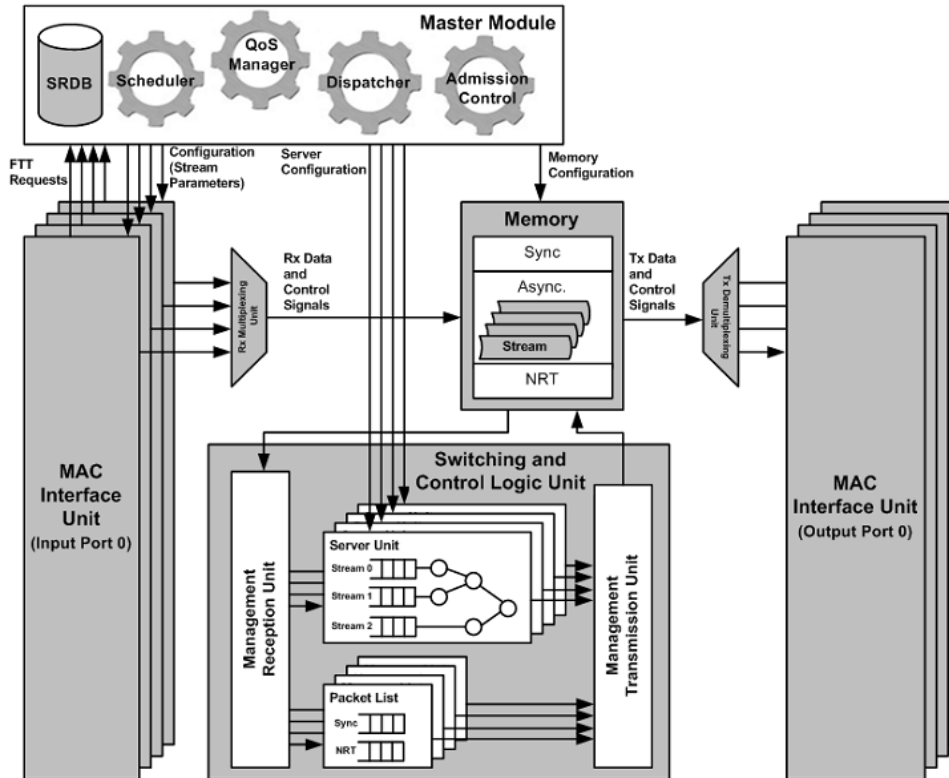 Master Module
SRDB
Scheduler
QoS
Manager
Dispatcher
Admission
Control
FTT
Requests
Configuration
(Stream
Parameters)
Server
Configuration
Memory
Configuration
Memory
Sync
Async.
Stream
NRT
Rx Multiplexing
Unit
Rx Data
and
Control
Signals
Tx Data
and
Control
Signals
Tx Demultiplexing
Unit
MAC
Interface
Unit
(Input Port 0)
MAC
Interface Unit
(Output Port 0)
Switching and
Control Logic Unit
Management
Reception Unit
Server Unit
Stream 0
Stream 1
Stream 2
Packet List
Sync
NRT
Management
Transmission Unit